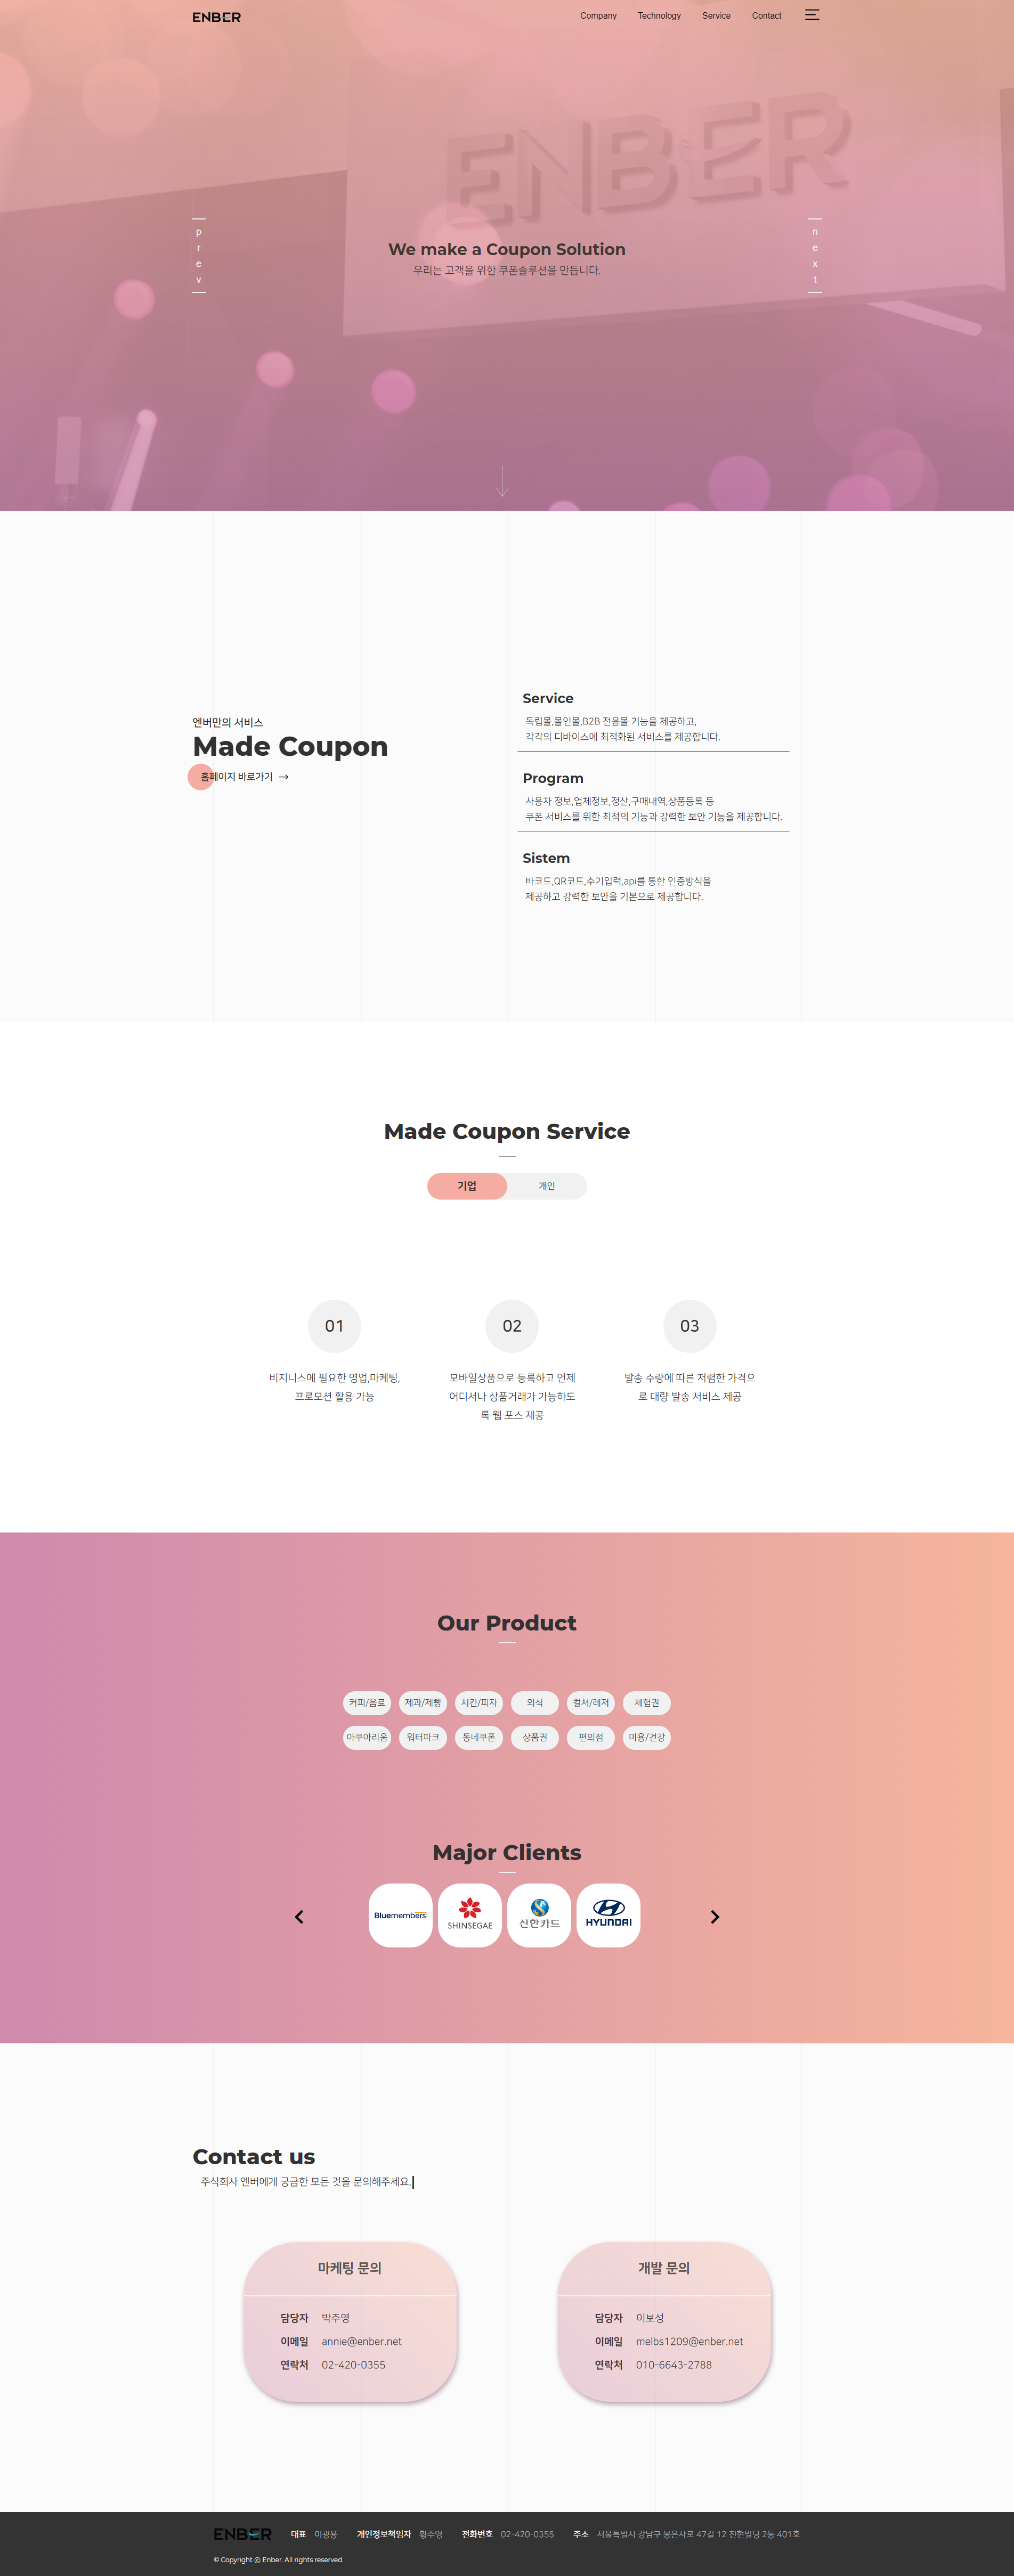 ENBER
Company Technology Service Contact
ENBER
prev
next
We make a Coupon Solution
우리는 고객을 위한 쿠폰솔루션을 만듭니다.
엔버만의 서비스
Made Coupon
홈페이지 바로가기 →
Service
독립몰,몰인몰,B2B 전용몰 기능을 제공하고,
각각의 디바이스에 최적화된 서비스를 제공합니다.
Program
사용자 정보,업체정보,정산,구매내역,상품등록 등
쿠폰 서비스를 위한 최적의 기능과 강력한 보안 기능을 제공합니다.
Sistem
바코드,QR코드,수기입력,api를 통한 인증방식을
제공하고 강력한 보안을 기본으로 제공합니다.
Made Coupon Service
기업 개인
01
비지니스에 필요한 영업,마케팅,
프로모션 활용 가능
02
모바일상품으로 등록하고 언제
어디서나 상품거래가 가능하도
록 웹 포스 제공
03
발송 수량에 따른 저렴한 가격으
로 대량 발송 서비스 제공
Our Product
커피/음료 제과/제빵 치킨/피자 외식 컬쳐/레저 체험권
아쿠아리움 워터파크 동네쿠폰 상품권 편의점 미용/건강
Major Clients
Bluemembers
SHINSEGAE
신한카드
HYUNDAI
Contact us
주식회사 엔버에게 궁금한 모든 것을 문의해주세요.
마케팅 문의
담당자 박주영
이메일 annie@enber.net
연락처 02-420-0355
개발 문의
담당자 이보성
이메일 melbs1209@enber.net
연락처 010-6643-2788
ENBER
대표 이광용 개인정보책임자 황주영 전화번호 02-420-0355 주소 서울특별시 강남구 봉은사로 47길 12 진현빌딩 2동 401호
© Copyright ⓒ Enber. All rights reserved.